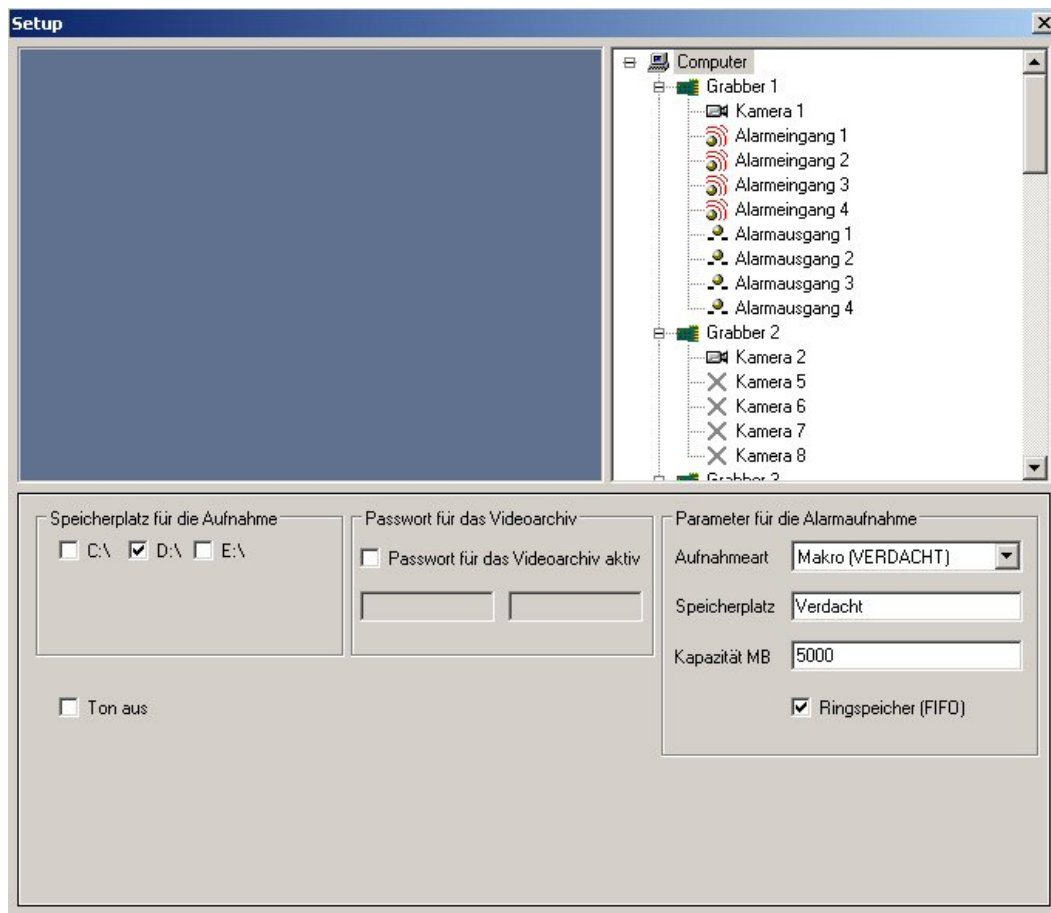 Setup
Computer
Grabber 1
Kamera 1
Alarmeingang 1
Alarmeingang 2
Alarmeingang 3
Alarmeingang 4
Alarmausgang 1
Alarmausgang 2
Alarmausgang 3
Alarmausgang 4
Grabber 2
Kamera 2
Kamera 5
Kamera 6
Kamera 7
Kamera 8
Grabber 3
Speicherplatz für die Aufnahme
C:\ D:\ E:\
Ton aus
Passwort für das Videoarchiv
Passwort für das Videoarchiv aktiv
Parameter für die Alarmaufnahme
Aufnahmeart Makro (VERDACHT)
Speicherplatz Verdacht
Kapazität MB 5000
Ringspeicher (FIFO)